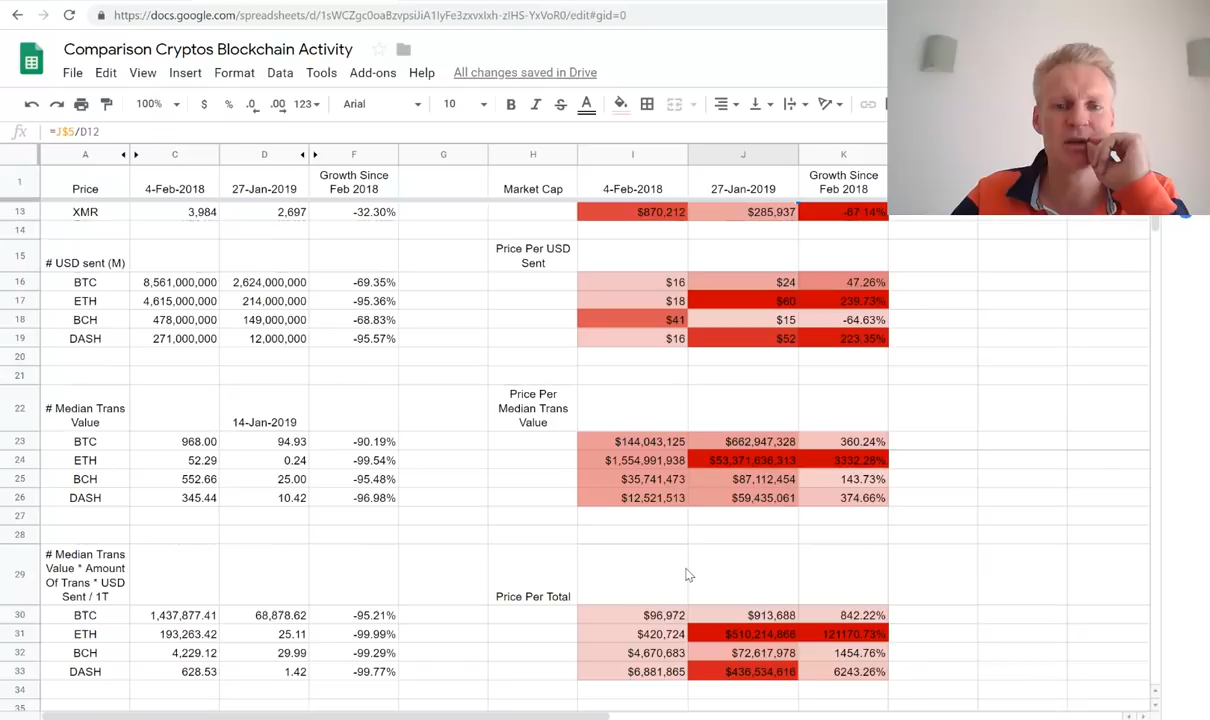 https://docs.google.com/spreadsheets/d/1sWCZgc0oaBzvpsiJiA1IyFe3zxvxIxh-zIHS-YxVoR0/edit#gid=0
Comparison Cryptos Blockchain Activity
File Edit View Insert Format Data Tools Add-ons Help All changes saved in Drive
100% $ % .0 .00 123 Arial 10 B I S A
fx =J$5/D12
A C D F G H I J K
1 Price 4-Feb-2018 27-Jan-2019 Growth Since Feb 2018 Market Cap 4-Feb-2018 27-Jan-2019 Growth Since Feb 2018
13 XMR 3,984 2,697 -32.30% $870,212 $285,937 -67.14%
14
15 # USD sent (M) Price Per USD Sent
16 BTC 8,561,000,000 2,624,000,000 -69.35% $16 $24 47.26%
17 ETH 4,615,000,000 214,000,000 -95.36% $18 $60 239.73%
18 BCH 478,000,000 149,000,000 -68.83% $41 $15 -64.63%
19 DASH 271,000,000 12,000,000 -95.57% $16 $52 223.35%
20
21
22 # Median Trans Value 14-Jan-2019 Price Per Median Trans Value
23 BTC 968.00 94.93 -90.19% $144,043,125 $662,947,328 360.24%
24 ETH 52.29 0.24 -99.54% $1,554,991,938 $53,371,636,313 3332.28%
25 BCH 552.66 25.00 -95.48% $35,741,473 $87,112,454 143.73%
26 DASH 345.44 10.42 -96.98% $12,521,513 $59,435,061 374.66%
27
28
29 # Median Trans Value * Amount Of Trans * USD Sent / 1T Price Per Total
30 BTC 1,437,877.41 68,878.62 -95.21% $96,972 $913,688 842.22%
31 ETH 193,263.42 25.11 -99.99% $420,724 $510,214,866 121170.73%
32 BCH 4,229.12 29.99 -99.29% $4,670,683 $72,617,978 1454.76%
33 DASH 628.53 1.42 -99.77% $6,881,865 $436,534,616 6243.26%
34
35